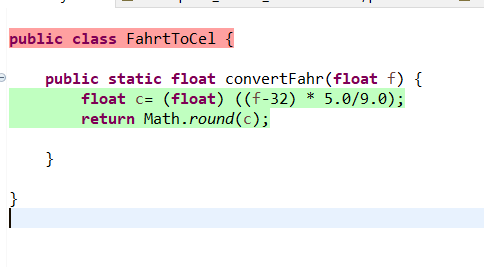 public class FahrtToCel {
public static float convertFahr(float f) {
float c= (float) ((f-32) * 5.0/9.0);
return Math.round(c);
}
}